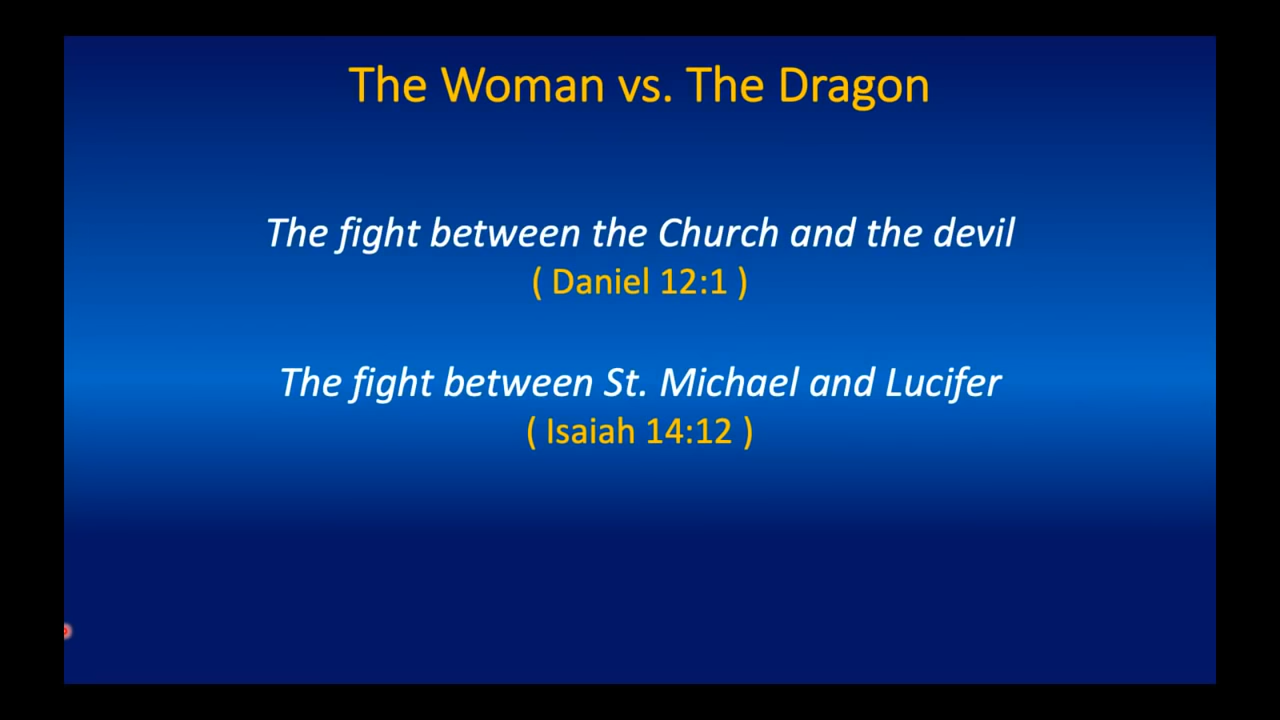 The Woman vs. The Dragon
The fight between the Church and the devil
( Daniel 12:1 )
The fight between St. Michael and Lucifer
( Isaiah 14:12 )